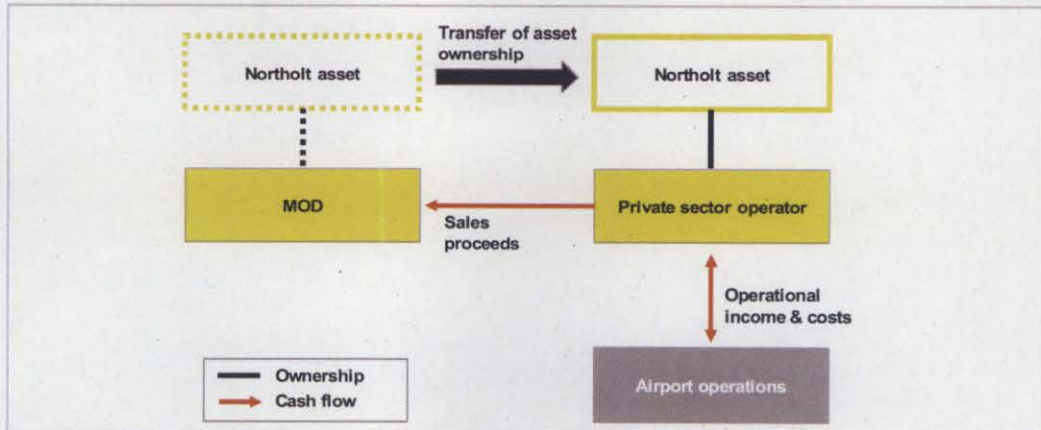 Transfer of asset
ownership
Northolt asset
Northolt asset
MOD
Private sector operator
Sales
proceeds
Operational
income & costs
Ownership
Cash flow
Airport operations